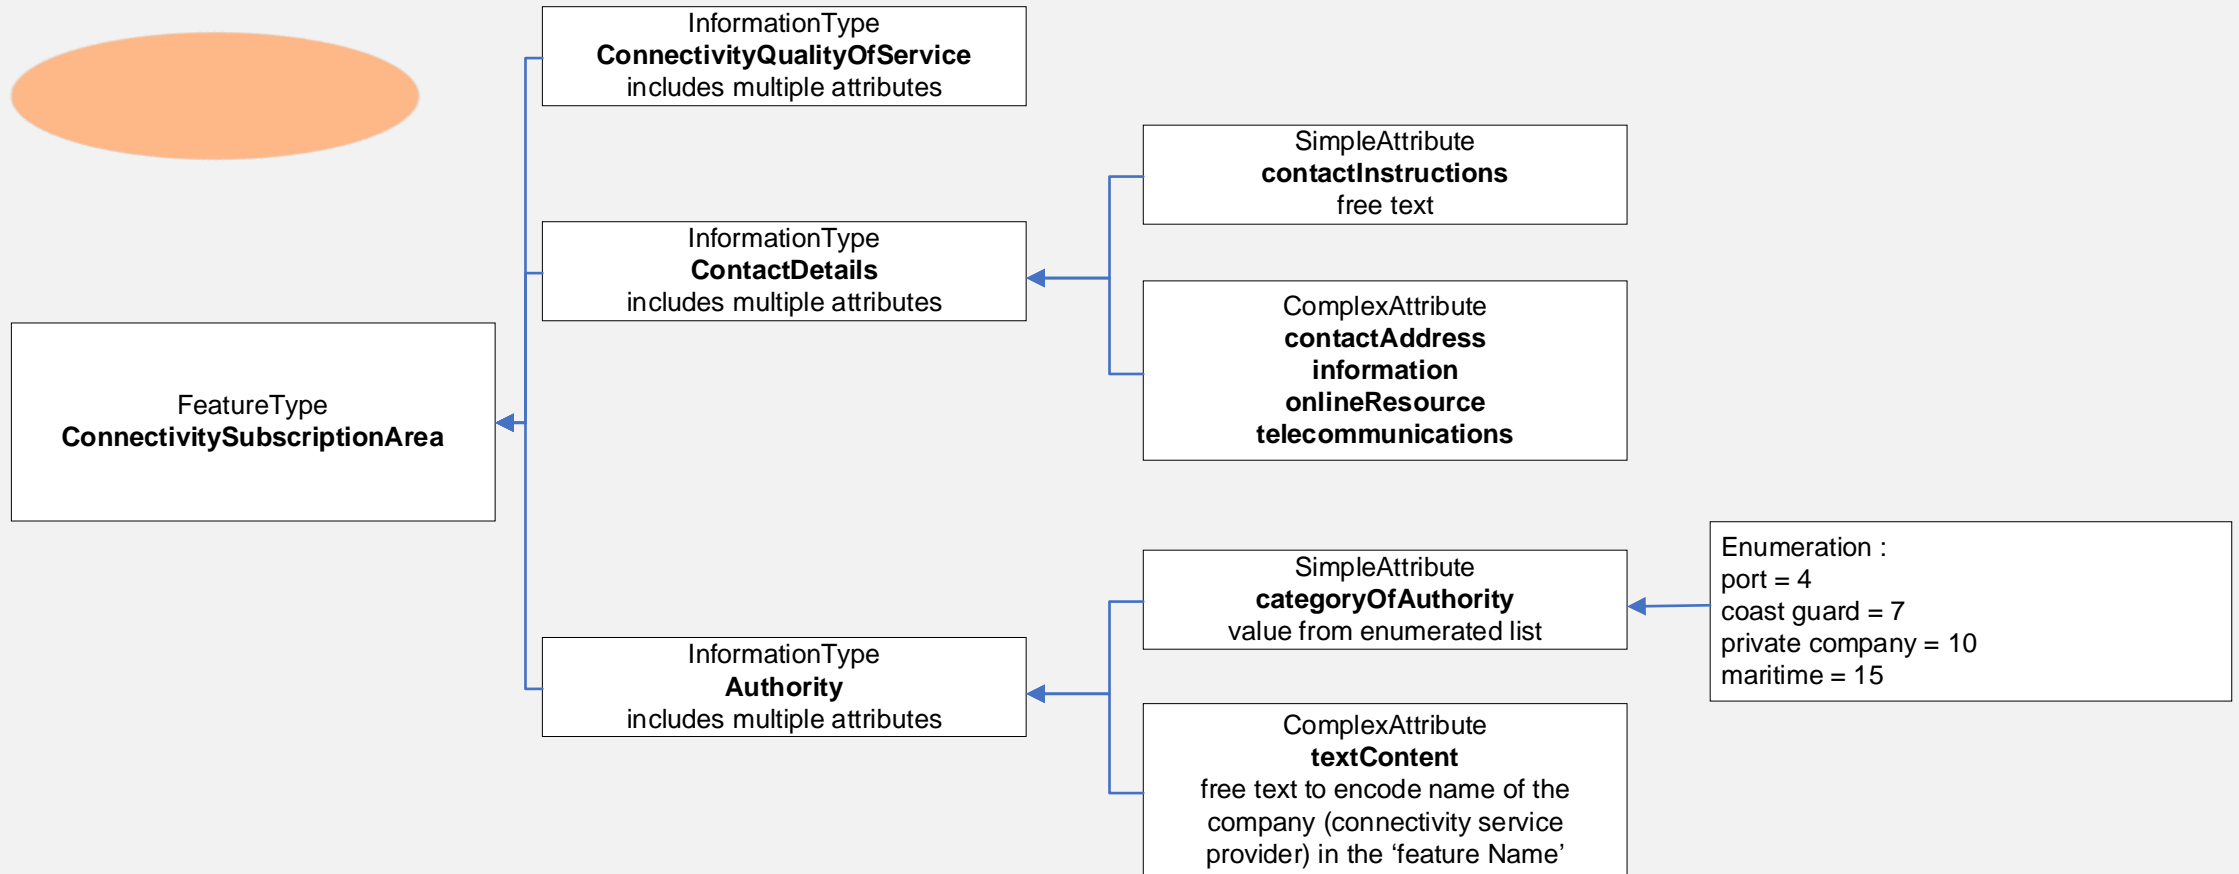 InformationType
ConnectivityQualityOfService
includes multiple attributes
SimpleAttribute
contactInstructions
free text
InformationType
ContactDetails
includes multiple attributes
ComplexAttribute
contactAddress
information
onlineResource
telecommunications
FeatureType
ConnectivitySubscriptionArea
SimpleAttribute
categoryOfAuthority
value from enumerated list
Enumeration :
port = 4
coast guard = 7
private company = 10
maritime = 15
InformationType
Authority
includes multiple attributes
ComplexAttribute
textContent
free text to encode name of the
company (connectivity service
provider) in the ‘feature Name’